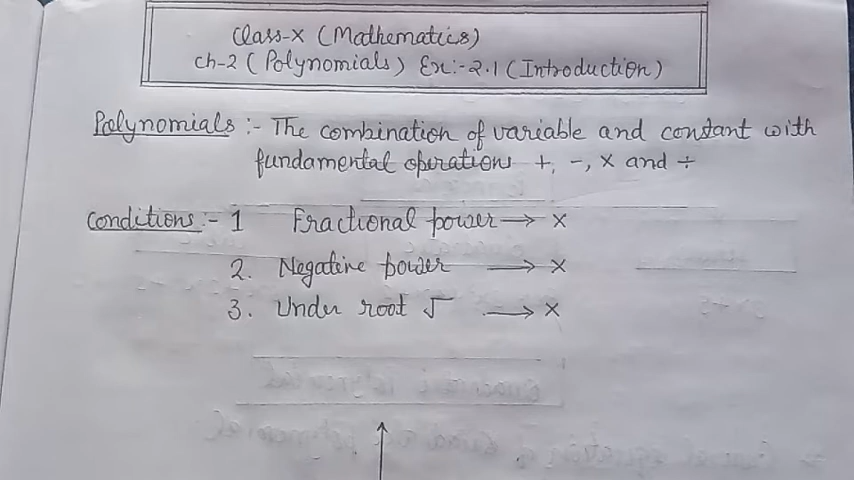 Class-X (Mathematics)
Ch-2 (Polynomials) Ex:-2.1 (Introduction)
Polynomials :- The combination of variable and constant with
fundamental operations +, -, × and ÷
Conditions :- 1 Fractional power → ×
2. Negative power → ×
3. Under root √ → ×